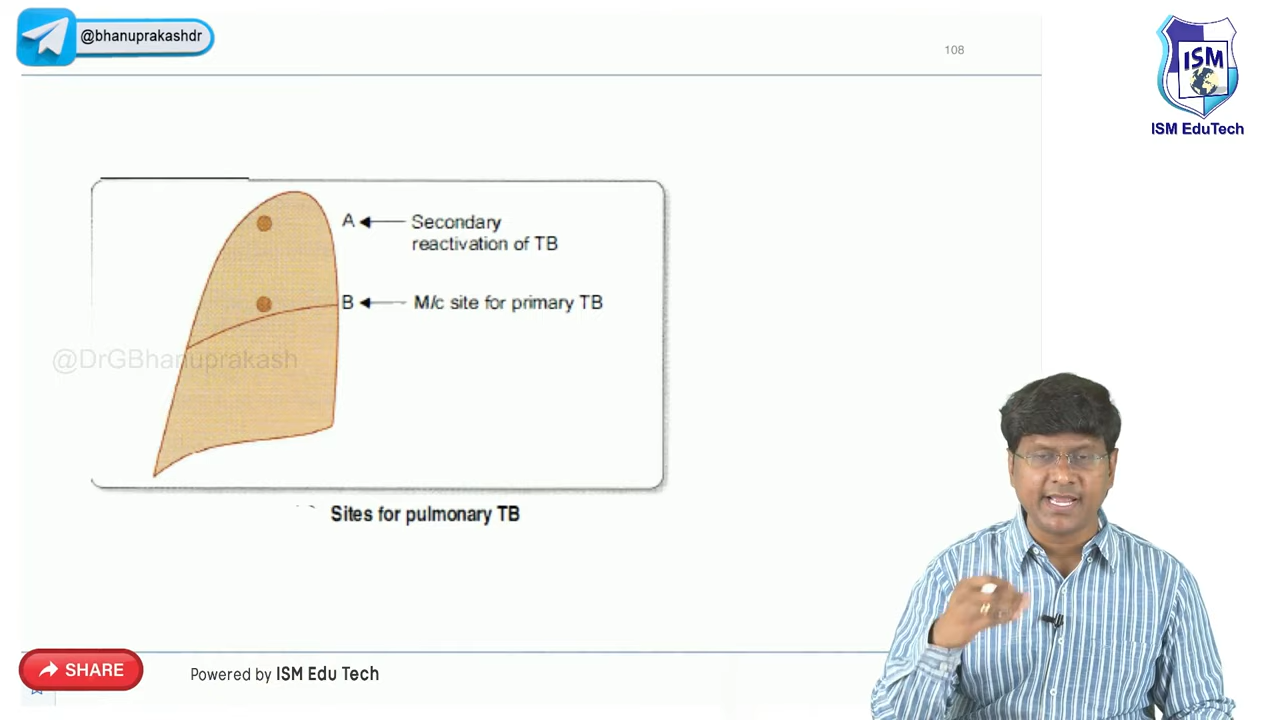 @bhanuprakashdr
108
ISM
ISM EduTech
A
Secondary
reactivation of TB
B
M/c site for primary TB
@DrGBhanuprakash
Sites for pulmonary TB
SHARE
Powered by ISM Edu Tech